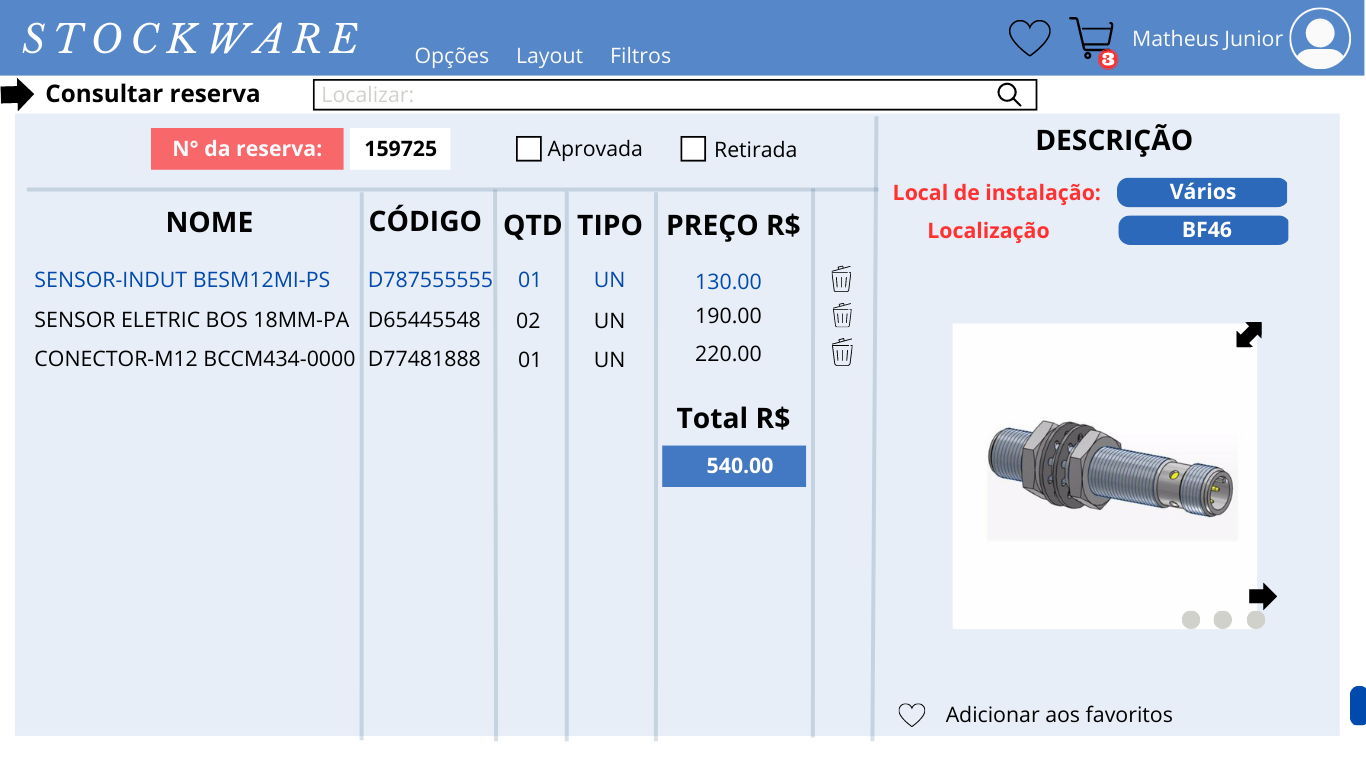 STOCKWARE
Opções Layout Filtros
3
Matheus Junior
Consultar reserva
Localizar:
N° da reserva: 159725 Aprovada Retirada
NOME CÓDIGO QTD TIPO PREÇO R$
SENSOR-INDUT BESM12MI-PS D787555555 01 UN 130.00
SENSOR ELETRIC BOS 18MM-PA D65445548 02 UN 190.00
CONECTOR-M12 BCCM434-0000 D77481888 01 UN 220.00
Total R$
540.00
DESCRIÇÃO
Local de instalação: Vários
Localização BF46
Adicionar aos favoritos